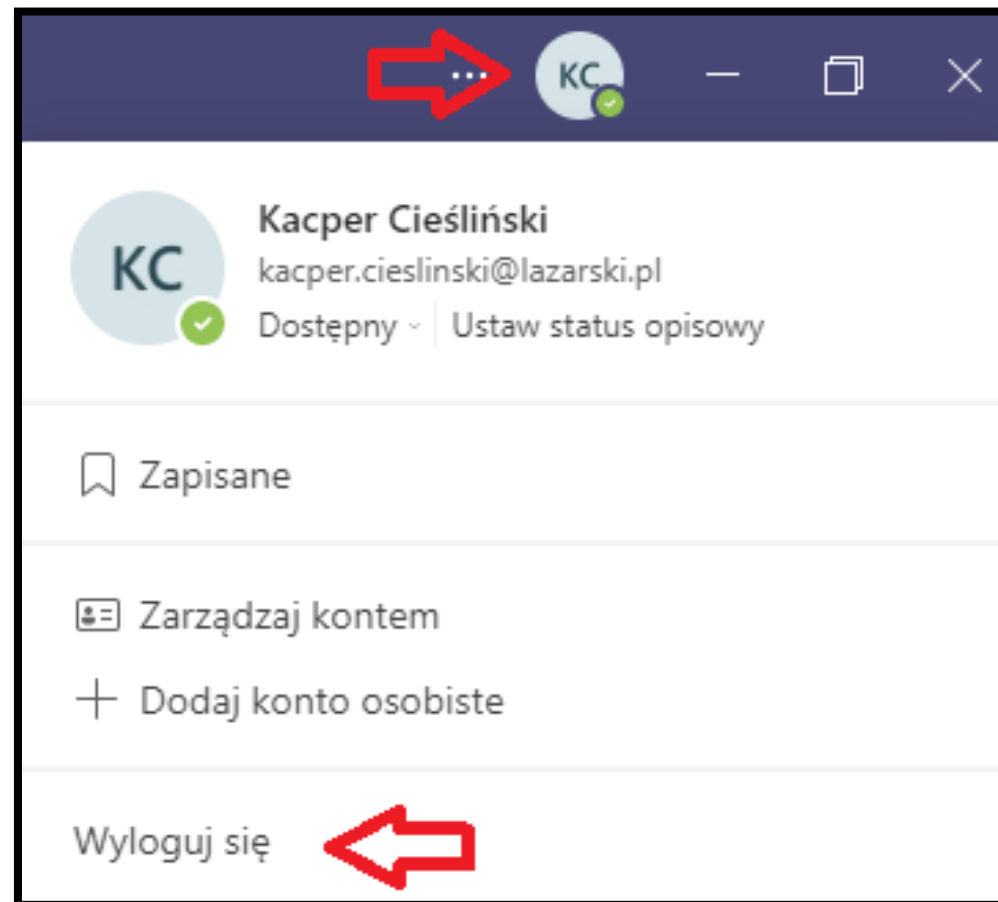 KC
KC
Kacper Cieśliński
kacper.cieslinski@lazarski.pl
Dostępny Ustaw status opisowy
Zapisane
Zarządzaj kontem
Dodaj konto osobiste
Wyloguj się